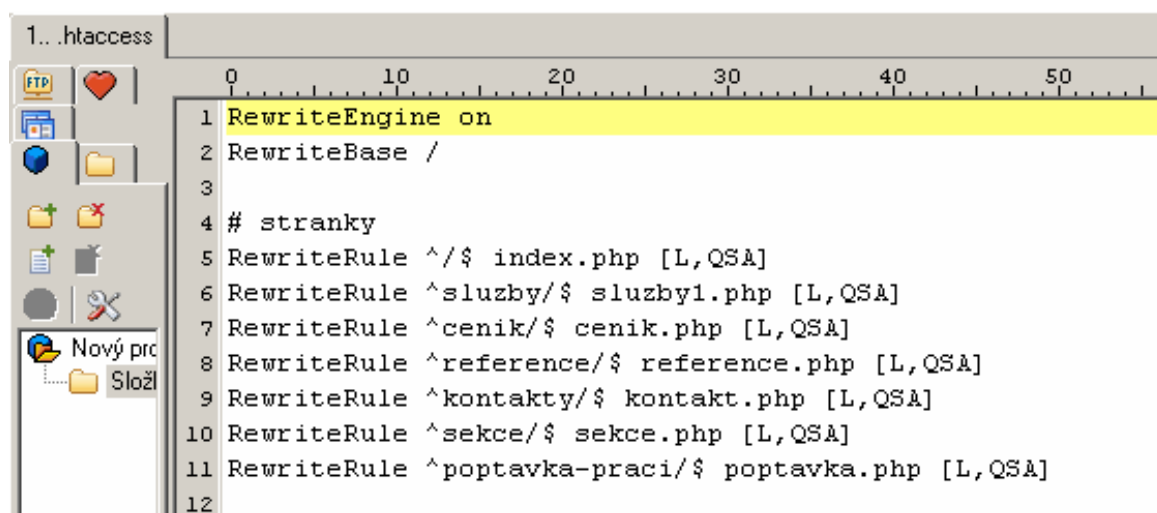 1.. .htaccess
FTP
0 10 20 30 40 50
1 RewriteEngine on
2 RewriteBase /
3
4 # stranky
5 RewriteRule ^/$ index.php [L,QSA]
6 RewriteRule ^sluzby/$ sluzby1.php [L,QSA]
7 RewriteRule ^cenik/$ cenik.php [L,QSA]
8 RewriteRule ^reference/$ reference.php [L,QSA]
9 RewriteRule ^kontakty/$ kontakt.php [L,QSA]
10 RewriteRule ^sekce/$ sekce.php [L,QSA]
11 RewriteRule ^poptavka-praci/$ poptavka.php [L,QSA]
12
Nový pro
Složl